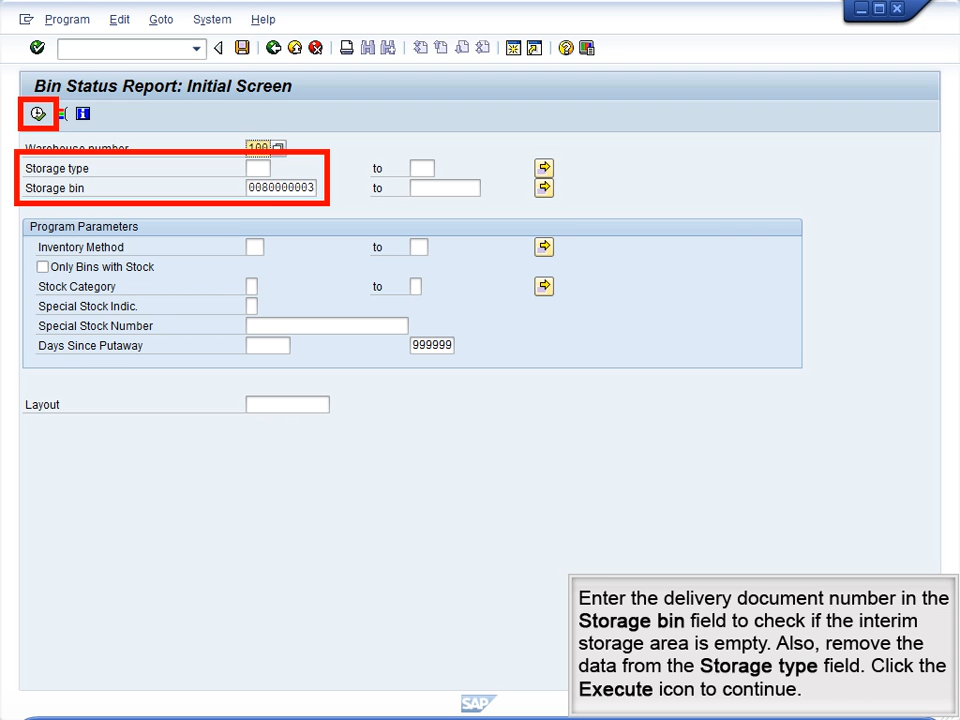 Program Edit Goto System Help
Bin Status Report: Initial Screen
Warehouse number 100
Storage type to
Storage bin 0080000003 to
Program Parameters
Inventory Method to
Only Bins with Stock
Stock Category to
Special Stock Indic.
Special Stock Number
Days Since Putaway 999999
Layout
Enter the delivery document number in the
Storage bin field to check if the interim
storage area is empty. Also, remove the
data from the Storage type field. Click the
Execute icon to continue.
SAP